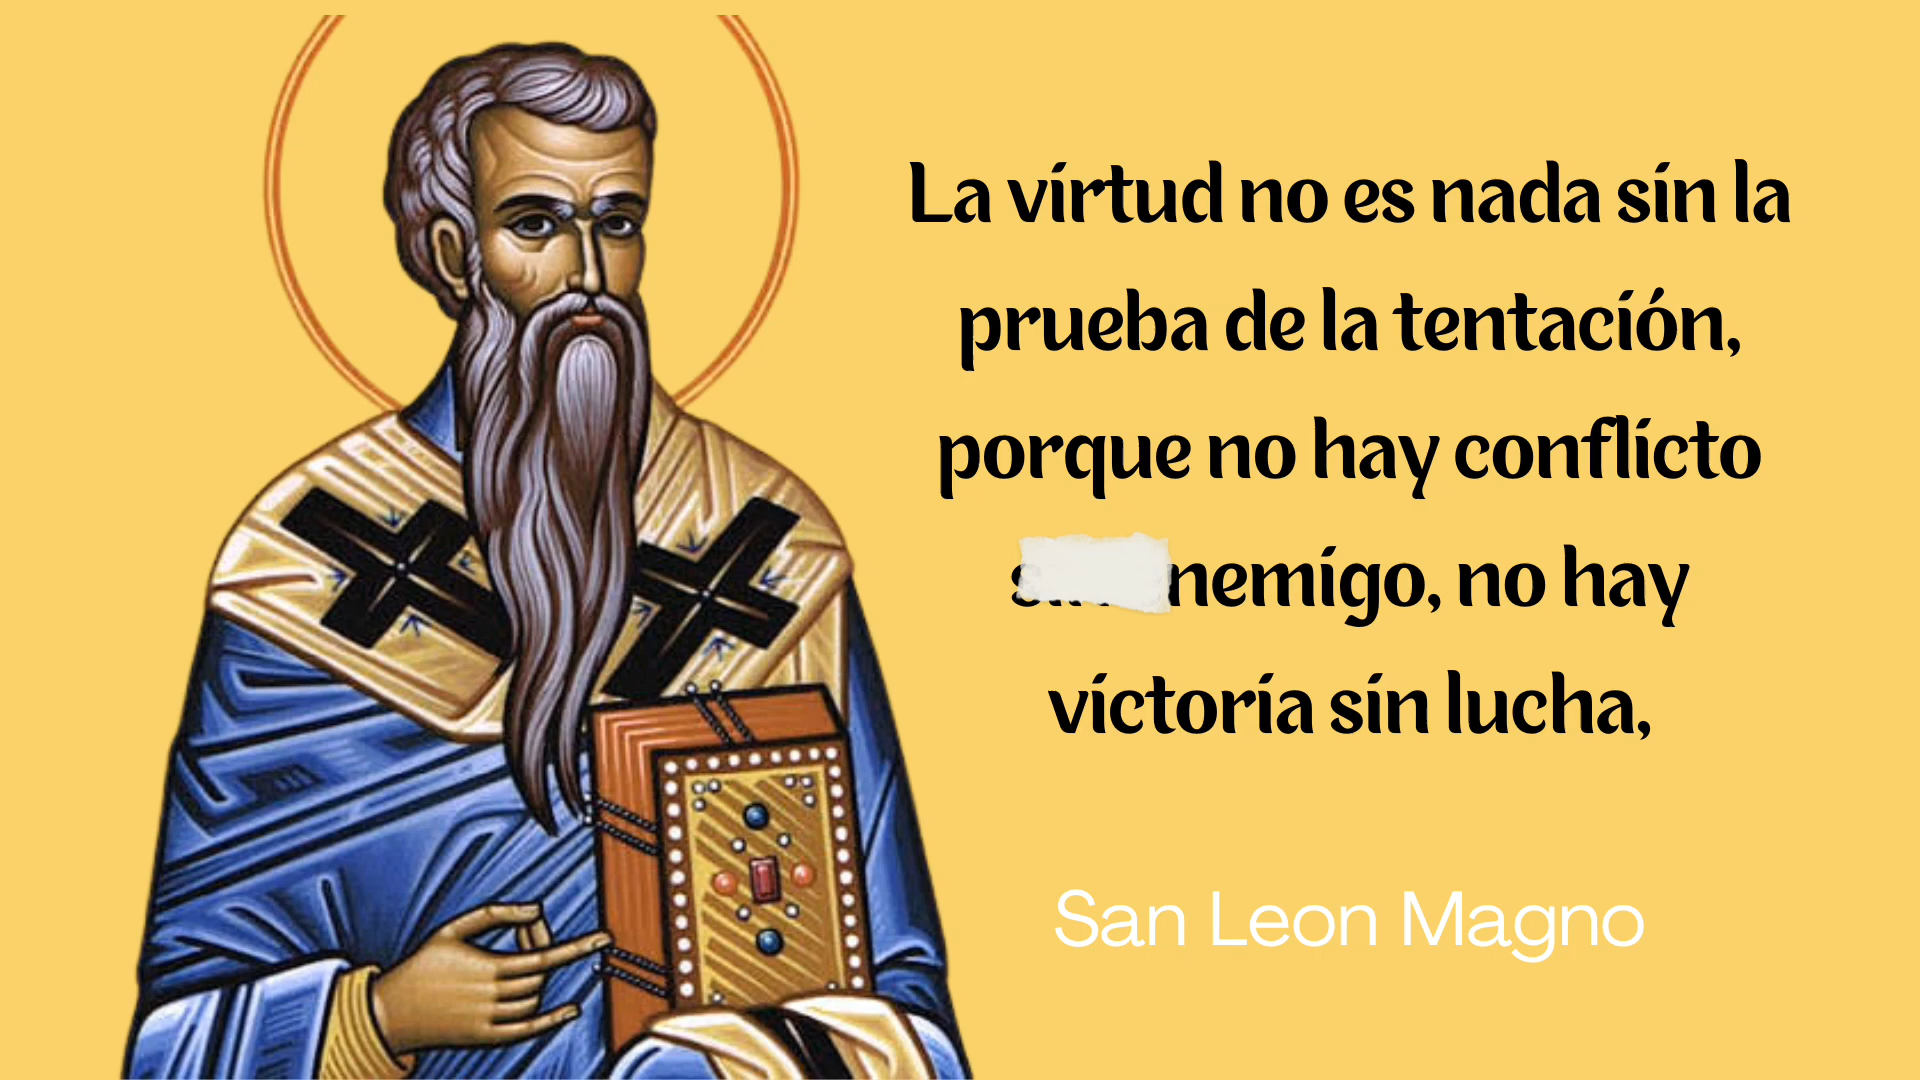 La virtud no es nada sin la
prueba de la tentación,
porque no hay conflicto
no hay
victoria sin lucha,
San Leon Magno